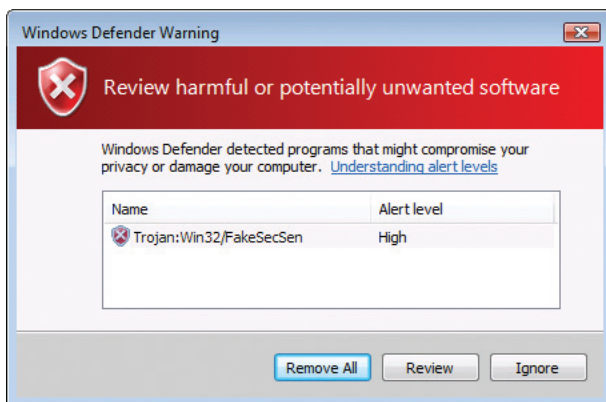 Windows Defender Warning
Review harmful or potentially unwanted software
Windows Defender detected programs that might compromise your
privacy or damage your computer. Understanding alert levels
Name Alert level
Trojan:Win32/FakeSecSen High
Remove All Review Ignore